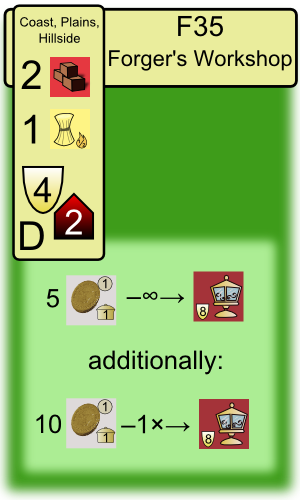 Coast, Plains,
Hillside
F35
Forger's Workshop
2
1
4
D
2
5 1 1 –∞→ 8
additionally:
10 1 1 –1×→ 8